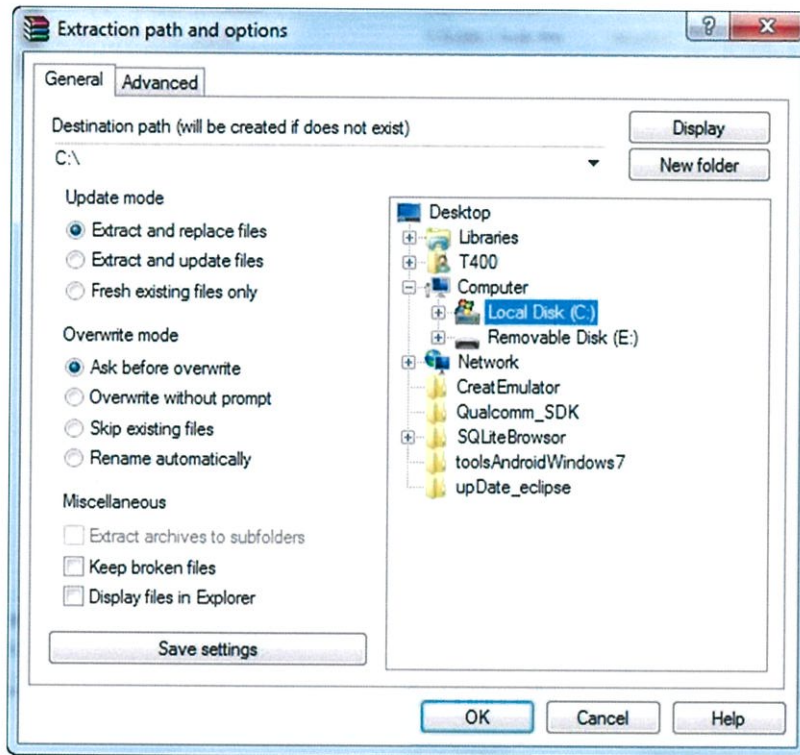 Extraction path and options
General
Advanced
Destination path (will be created if does not exist)
C:\
Display
New folder
Update mode
Extract and replace files
Extract and update files
Fresh existing files only
Overwrite mode
Ask before overwrite
Overwrite without prompt
Skip existing files
Rename automatically
Miscellaneous
Extract archives to subfolders
Keep broken files
Display files in Explorer
Save settings
Desktop
Libraries
T400
Computer
Local Disk (C:)
Removable Disk (E:)
Network
CreatEmulator
Qualcomm_SDK
SQLiteBrowsor
toolsAndroidWindows7
upDate_eclipse
OK
Cancel
Help